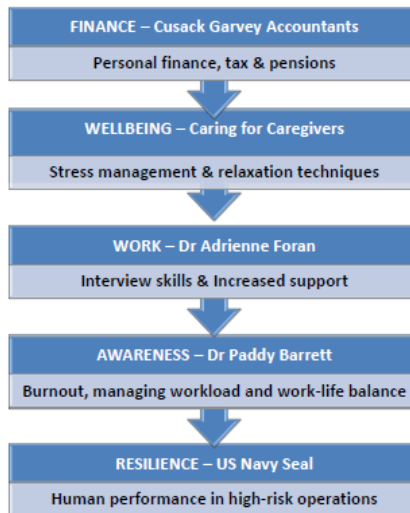 FINANCE – Cusack Garvey Accountants
Personal finance, tax & pensions
WELLBEING – Caring for Caregivers
Stress management & relaxation techniques
WORK – Dr Adrienne Foran
Interview skills & Increased support
AWARENESS – Dr Paddy Barrett
Burnout, managing workload and work-life balance
RESILIENCE – US Navy Seal
Human performance in high-risk operations